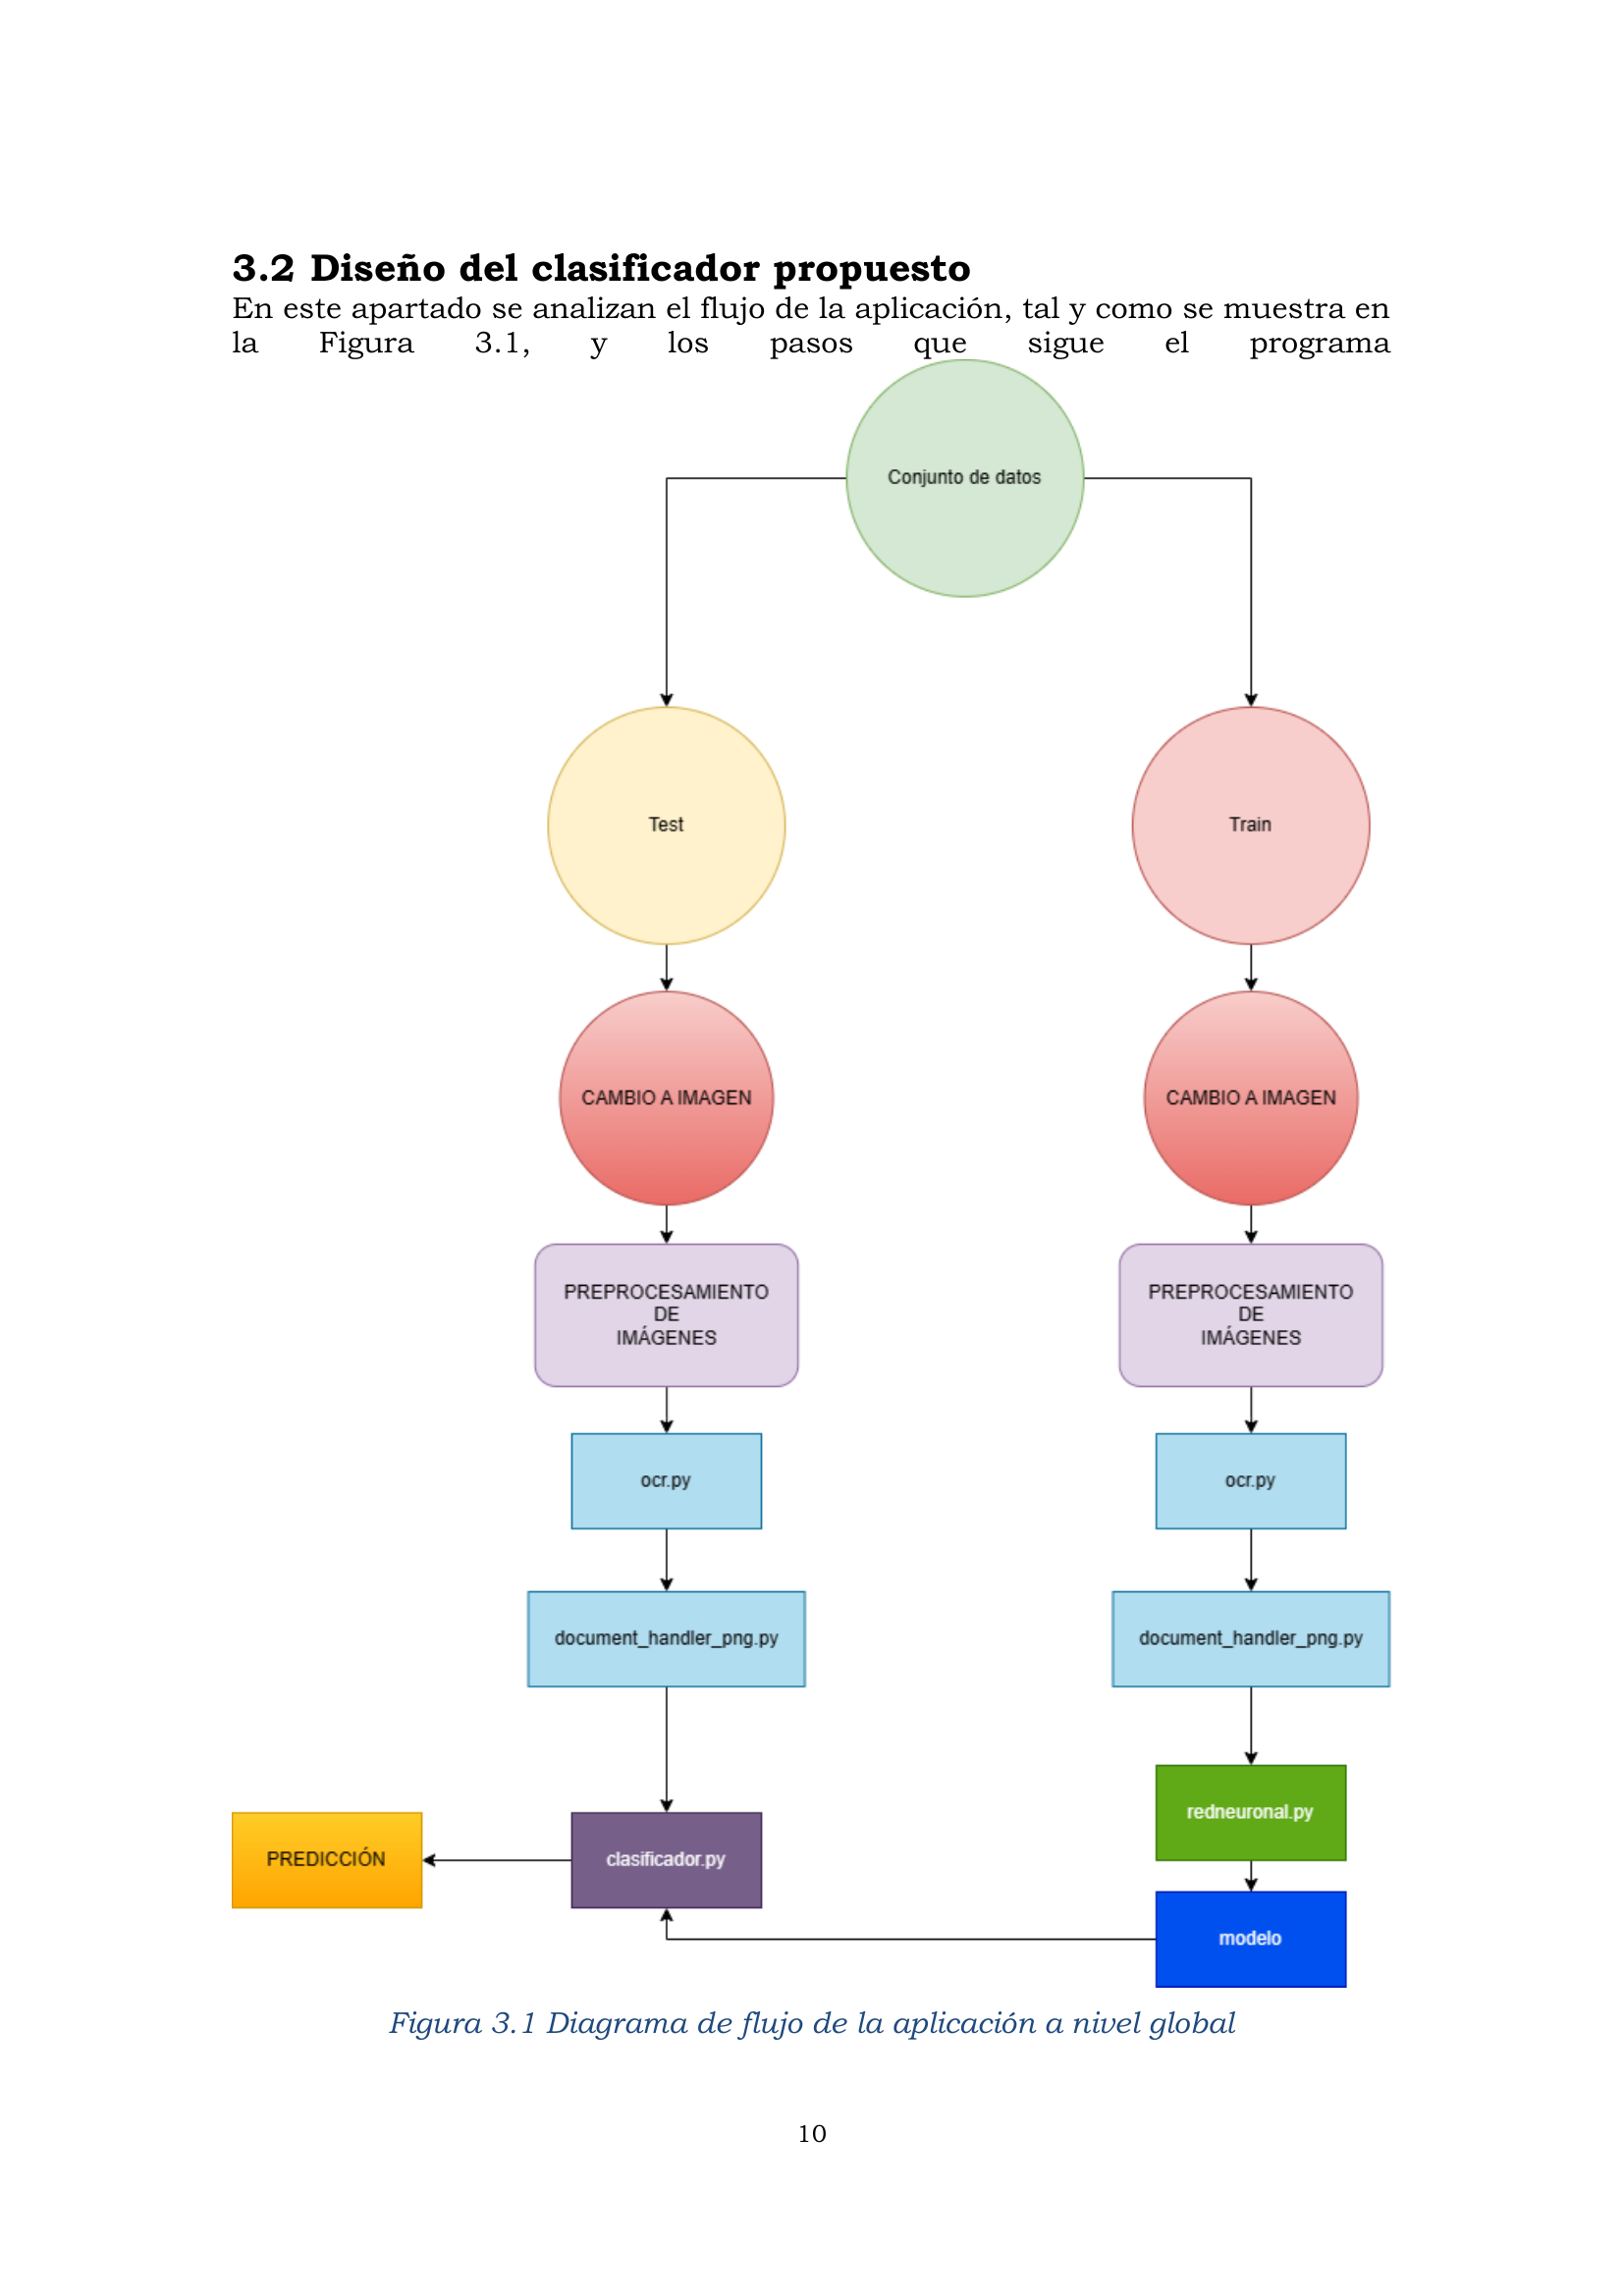 3.2 Diseño del clasificador propuesto
En este apartado se analizan el flujo de la aplicación, tal y como se muestra en
la Figura 3.1, y los pasos que sigue el programa
Conjunto de datos
Test
Train
CAMBIO A IMAGEN
CAMBIO A IMAGEN
PREPROCESAMIENTO
DE
IMÁGENES
PREPROCESAMIENTO
DE
IMÁGENES
ocr.py
ocr.py
document_handler_png.py
document_handler_png.py
redneuronal.py
PREDICCIÓN
clasificador.py
modelo
Figura 3.1 Diagrama de flujo de la aplicación a nivel global
10